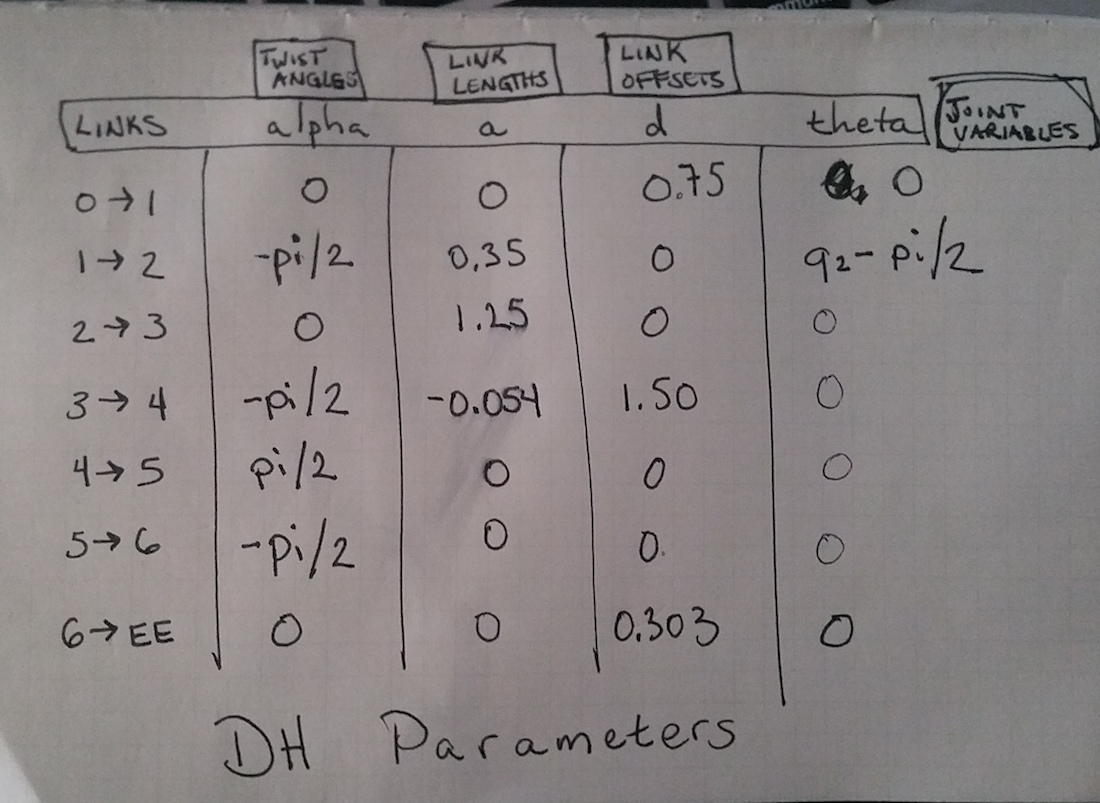 TWIST ANGLES LINK LENGTHS LINK OFFSETS
LINKS alpha a d theta JOINT VARIABLES
0→1 0 0 0.75 0
1→2 -pi/2 0.35 0 q2- pi/2
2→3 0 1.25 0 0
3→4 -pi/2 -0.054 1.50 0
4→5 pi/2 0 0 0
5→6 -pi/2 0 0. 0
6→EE 0 0 0.303 0
DH Parameters